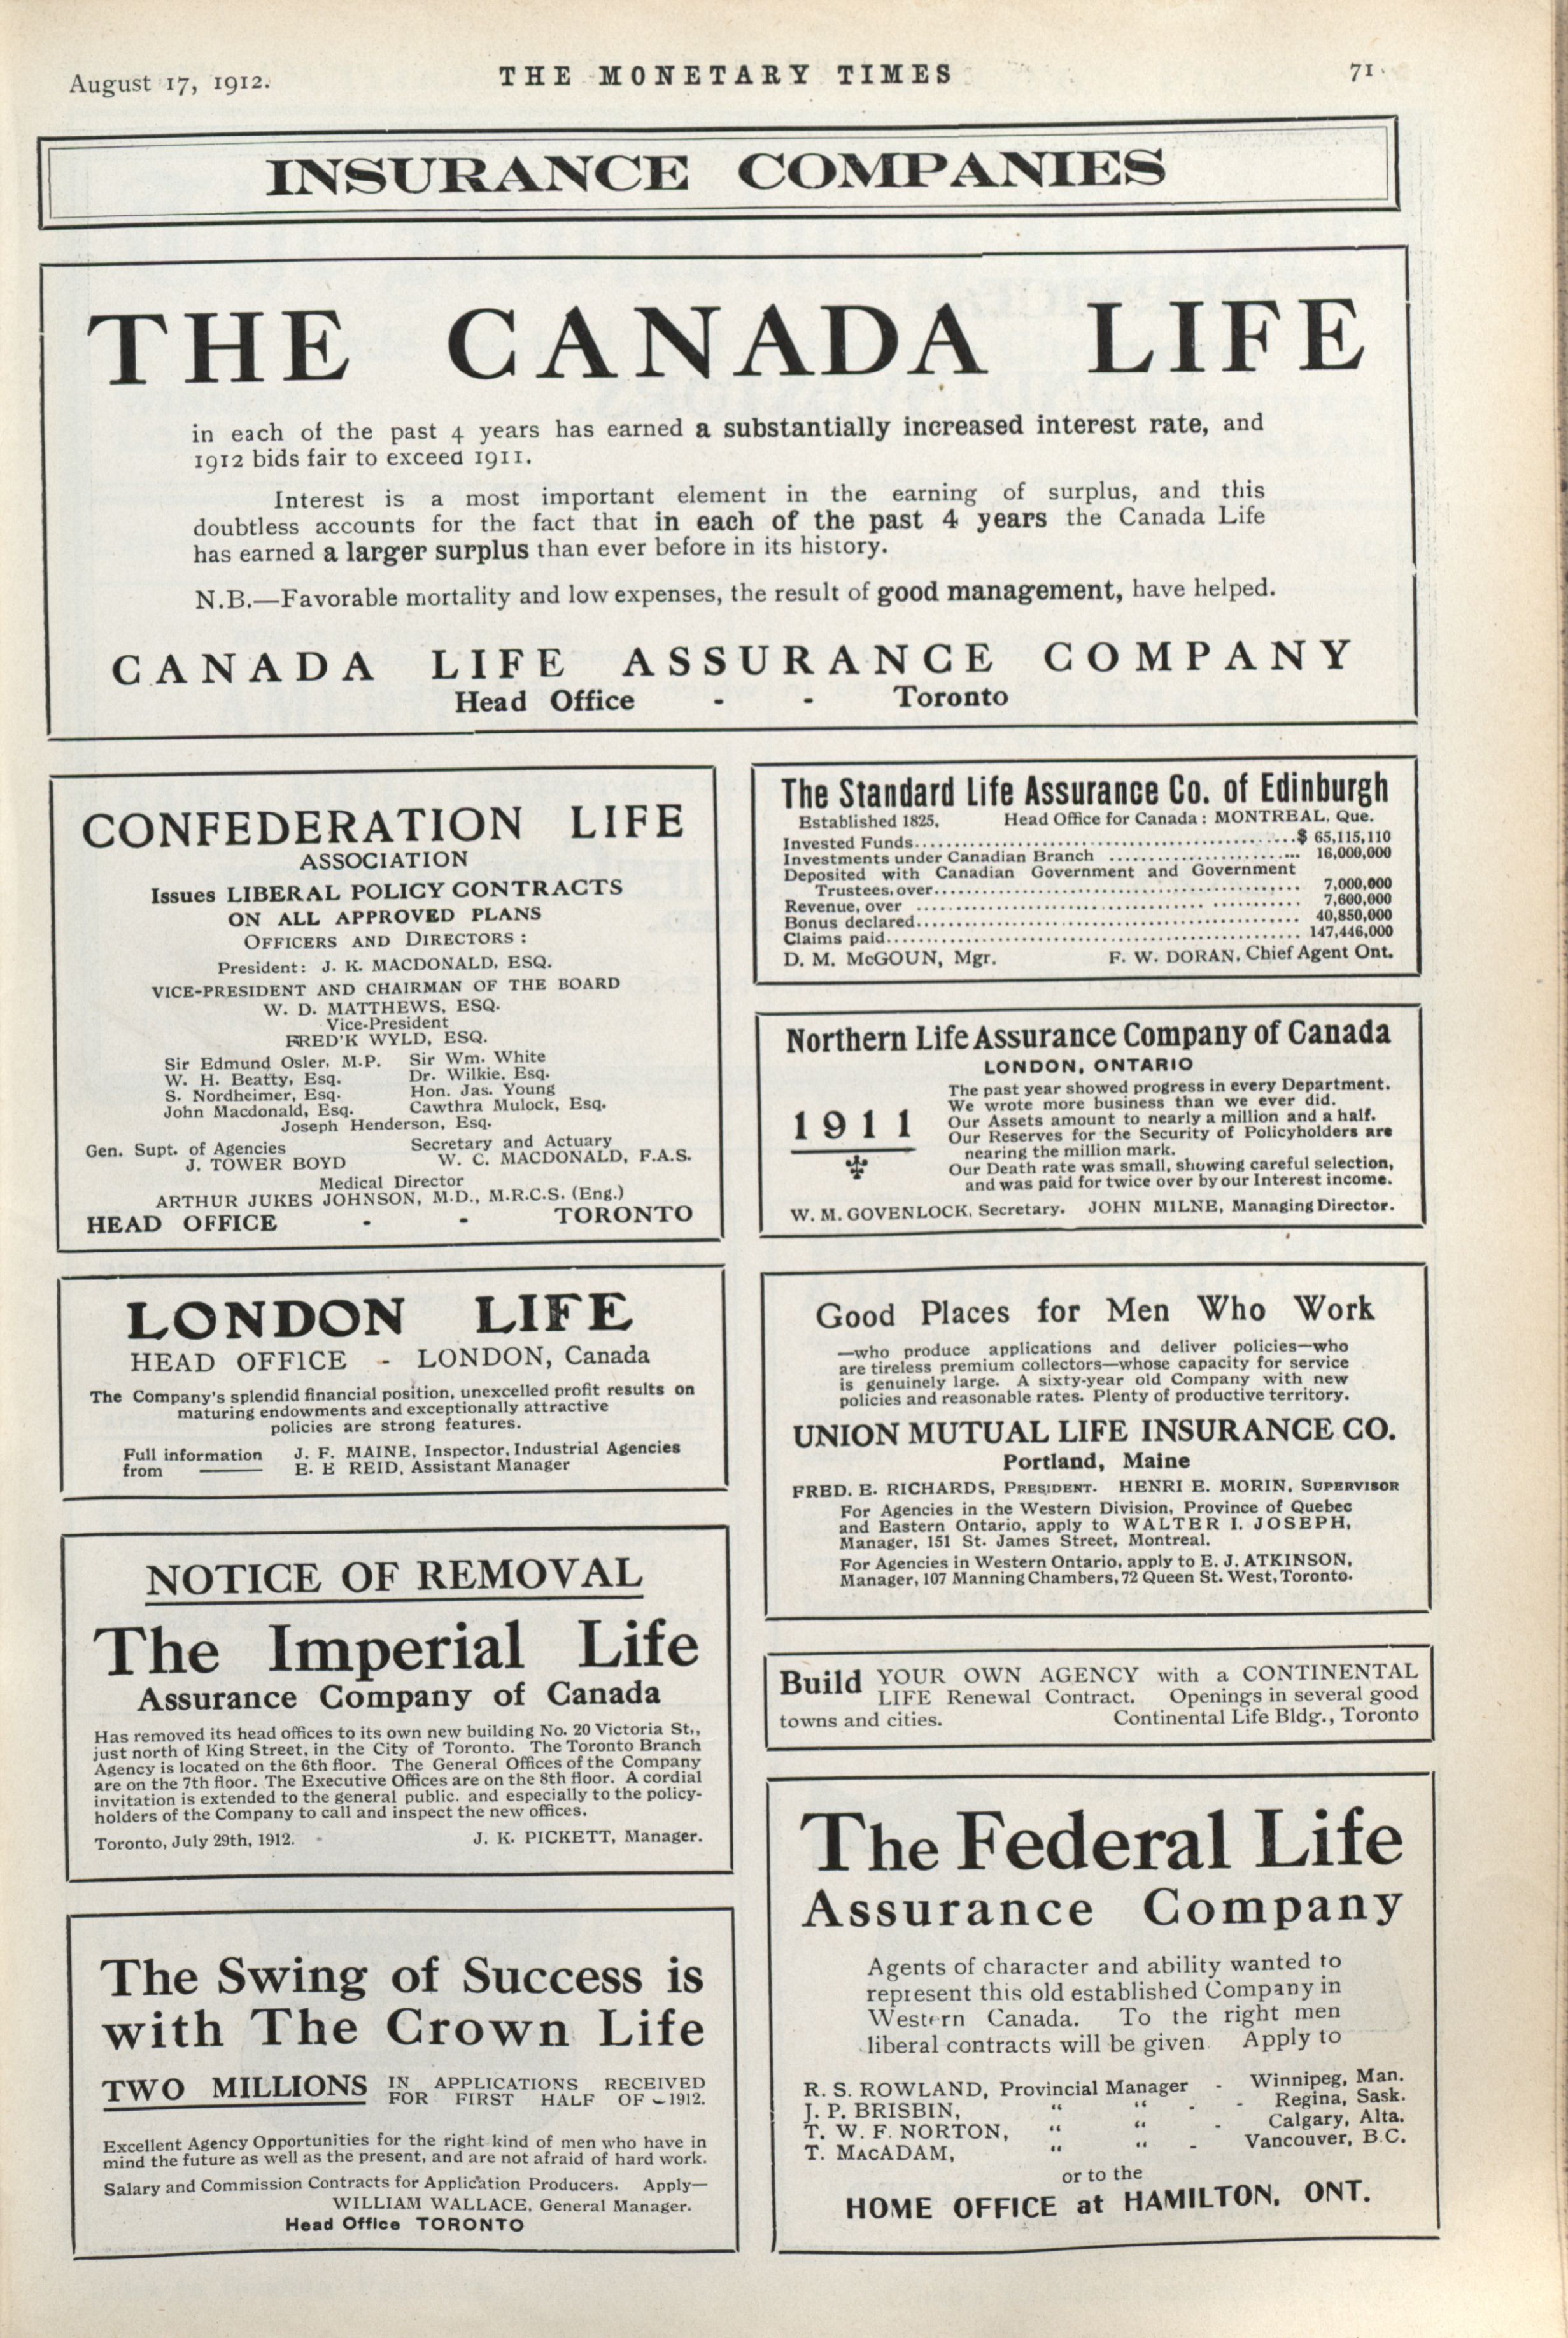 August 17, 1912.
THE MONETARY TIMES
71
INSURANCE COMPANIES
THE CANADA LIFE
in each of the past 4 years has earned a substantially increased interest rate, and
1912 bids fair to exceed 1911.
Interest is a most important element in the earning of surplus, and this
doubtless accounts for the fact that in each of the past 4 years the Canada Life
has earned a larger surplus than ever before in its history.
N.B.—Favorable mortality and low expenses, the result of good management, have helped.
CANADA LIFE ASSURANCE COMPANY
Head Office - - Toronto
CONFEDERATION LIFE
ASSOCIATION
Issues LIBERAL POLICY CONTRACTS
ON ALL APPROVED PLANS
OFFICERS AND DIRECTORS :
President: J. K. MACDONALD, ESQ.
VICE-PRESIDENT AND CHAIRMAN OF THE BOARD
W. D. MATTHEWS, ESQ.
Vice-President
FRED'K WYLD, ESQ.
Sir Edmund Osler, M.P. Sir Wm. White
W. H. Beatty, Esq. Dr. Wilkie, Esq.
S. Nordheimer, Esq. Hon. Jas. Young
John Macdonald, Esq. Cawthra Mulock, Esq.
Joseph Henderson, Esq.
Gen. Supt. of Agencies Secretary and Actuary
J. TOWER BOYD W. C. MACDONALD, F.A.S.
Medical Director
ARTHUR JUKES JOHNSON, M.D., M.R.C.S. (Eng.)
HEAD OFFICE - - TORONTO
LONDON LIFE
HEAD OFFICE - LONDON, Canada
The Company's splendid financial position, unexcelled profit results on
maturing endowments and exceptionally attractive
policies are strong features.
Full information J. F. MAINE, Inspector, Industrial Agencies
from E. E REID, Assistant Manager
NOTICE OF REMOVAL
The Imperial Life
Assurance Company of Canada
Has removed its head offices to its own new building No. 20 Victoria St.,
just north of King Street, in the City of Toronto. The Toronto Branch
Agency is located on the 6th floor. The General Offices of the Company
are on the 7th floor. The Executive Offices are on the 8th floor. A cordial
invitation is extended to the general public, and especially to the policy-
holders of the Company to call and inspect the new offices.
Toronto, July 29th, 1912. J. K. PICKETT, Manager.
The Swing of Success is
with The Crown Life
TWO MILLIONS IN APPLICATIONS RECEIVED
FOR FIRST HALF OF 1912.
Excellent Agency Opportunities for the right kind of men who have in
mind the future as well as the present, and are not afraid of hard work.
Salary and Commission Contracts for Application Producers. Apply—
WILLIAM WALLACE, General Manager.
Head Office TORONTO
The Standard Life Assurance Co. of Edinburgh
Established 1825. Head Office for Canada : MONTREAL, Que.
Invested Funds........$ 65,115,110
Investments under Canadian Branch ........ 16,000,000
Deposited with Canadian Government and Government
Trustees, over........ 7,000,000
Revenue, over ........ 7,600,000
Bonus declared........ 40,850,000
Claims paid........ 147,446,000
D. M. McGOUN, Mgr. F. W. DORAN, Chief Agent Ont.
Northern Life Assurance Company of Canada
LONDON, ONTARIO
1911
The past year showed progress in every Department.
We wrote more business than we ever did.
Our Assets amount to nearly a million and a half.
Our Reserves for the Security of Policyholders are
nearing the million mark.
Our Death rate was small, showing careful selection,
and was paid for twice over by our Interest income.
W. M. GOVENLOCK, Secretary. JOHN MILNE, Managing Director.
Good Places for Men Who Work
—who produce applications and deliver policies—who
are tireless premium collectors—whose capacity for service
is genuinely large. A sixty-year old Company with new
policies and reasonable rates. Plenty of productive territory.
UNION MUTUAL LIFE INSURANCE CO.
Portland, Maine
FRED. E. RICHARDS, PRESIDENT. HENRI E. MORIN, SUPERVISOR
For Agencies in the Western Division, Province of Quebec
and Eastern Ontario, apply to WALTER I. JOSEPH,
Manager, 151 St. James Street, Montreal.
For Agencies in Western Ontario, apply to E. J. ATKINSON,
Manager, 107 Manning Chambers, 72 Queen St. West, Toronto.
Build YOUR OWN AGENCY with a CONTINENTAL
LIFE Renewal Contract. Openings in several good
towns and cities. Continental Life Bldg., Toronto
The Federal Life
Assurance Company
Agents of character and ability wanted to
represent this old established Company in
Western Canada. To the right men
liberal contracts will be given. Apply to
R. S. ROWLAND, Provincial Manager - Winnipeg, Man.
J. P. BRISBIN, " " - - Regina, Sask.
T. W. F. NORTON, " " - Calgary, Alta.
T. MACADAM, " " - Vancouver, B.C.
or to the
HOME OFFICE at HAMILTON, ONT.